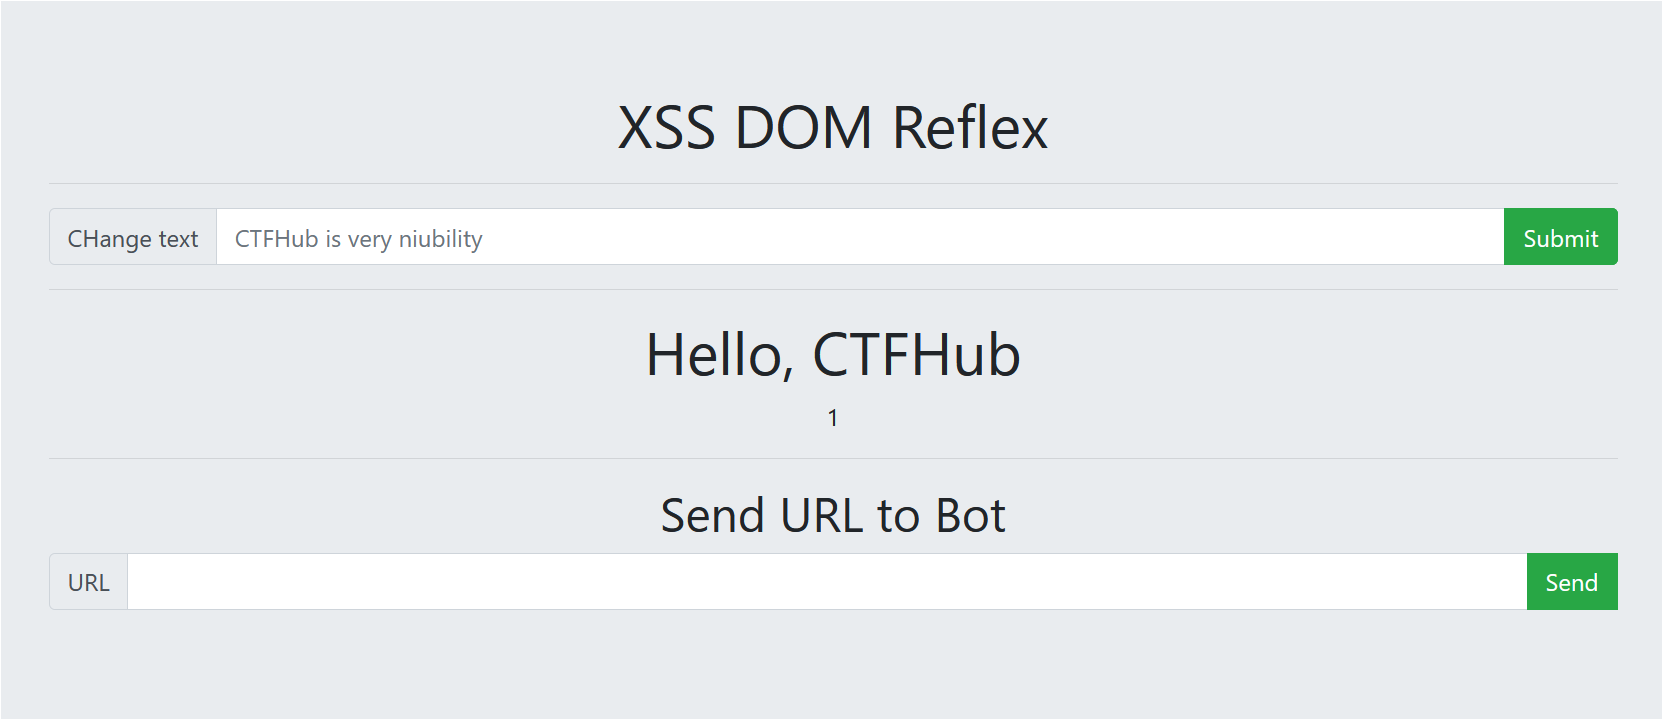 XSS DOM Reflex
CHange text CTFHub is very niubility Submit
Hello, CTFHub
1
Send URL to Bot
URL Send